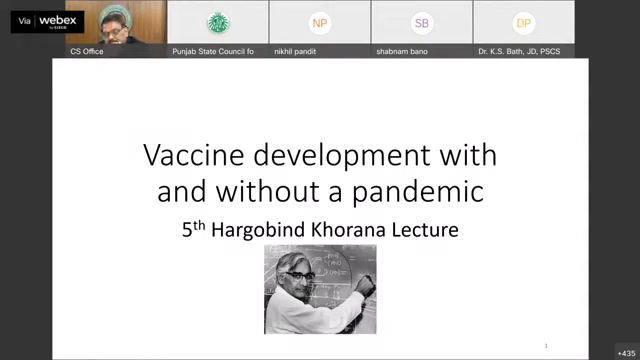 Via
webex
by CISCO
NP
SB
DP
CS Office
Punjab State Council fo
nikhil pandit
shabnam bano
Dr. K.S. Bath, JD, PSCS
Vaccine development with
and without a pandemic
5th Hargobind Khorana Lecture
1
+435